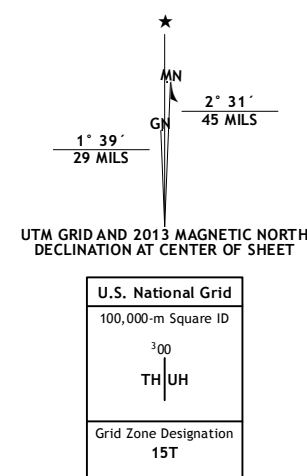 ★
MN
GN
2° 31´
45 MILS
1° 39´
29 MILS
UTM GRID AND 2013 MAGNETIC NORTH
DECLINATION AT CENTER OF SHEET
U.S. National Grid
100,000-m Square ID
³00
TH UH
Grid Zone Designation
15T